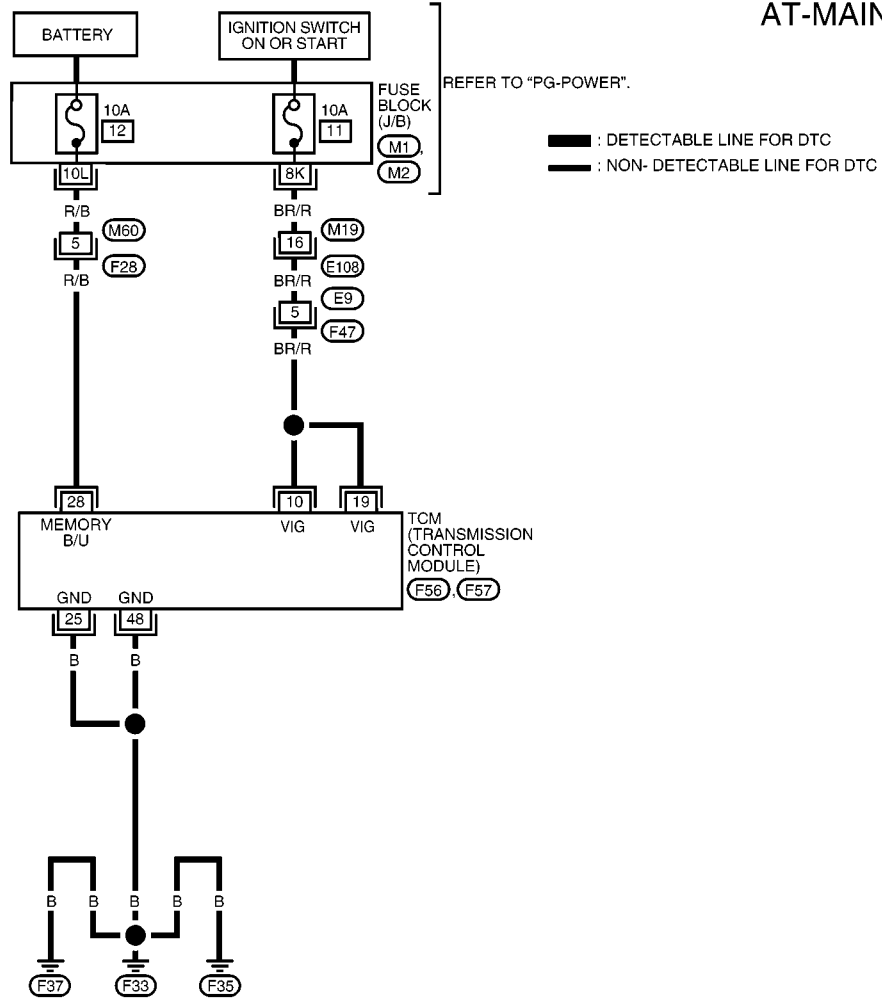 AT-MAIN
BATTERY
IGNITION SWITCH
ON OR START
REFER TO “PG-POWER”.
10A
12
10A
11
FUSE
BLOCK
(J/B)
M1,
M2
: DETECTABLE LINE FOR DTC
: NON- DETECTABLE LINE FOR DTC
10L
8K
R/B
BR/R
5
M60
F28
16
M19
E108
R/B
BR/R
5
E9
F47
BR/R
28
10
19
MEMORY
B/U
VIG
VIG
TCM
(TRANSMISSION
CONTROL
MODULE)
F56, F57
GND
GND
25
48
B
B
B
B
B
B
B
F37
F33
F35